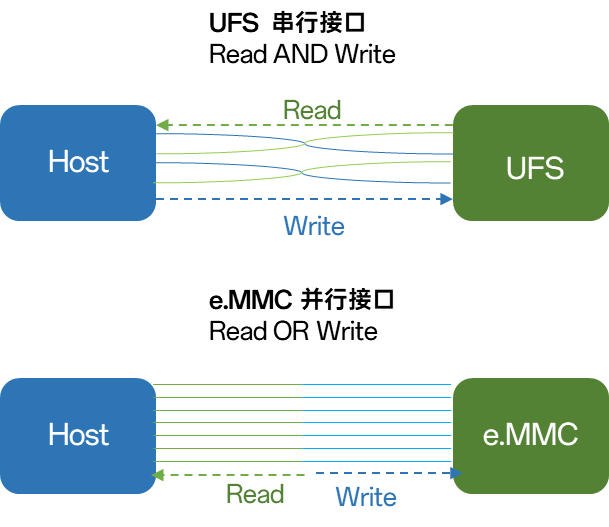 UFS 串行接口
Read AND Write
Read
Host
UFS
Write
e.MMC 并行接口
Read OR Write
Host
e.MMC
Read
Write